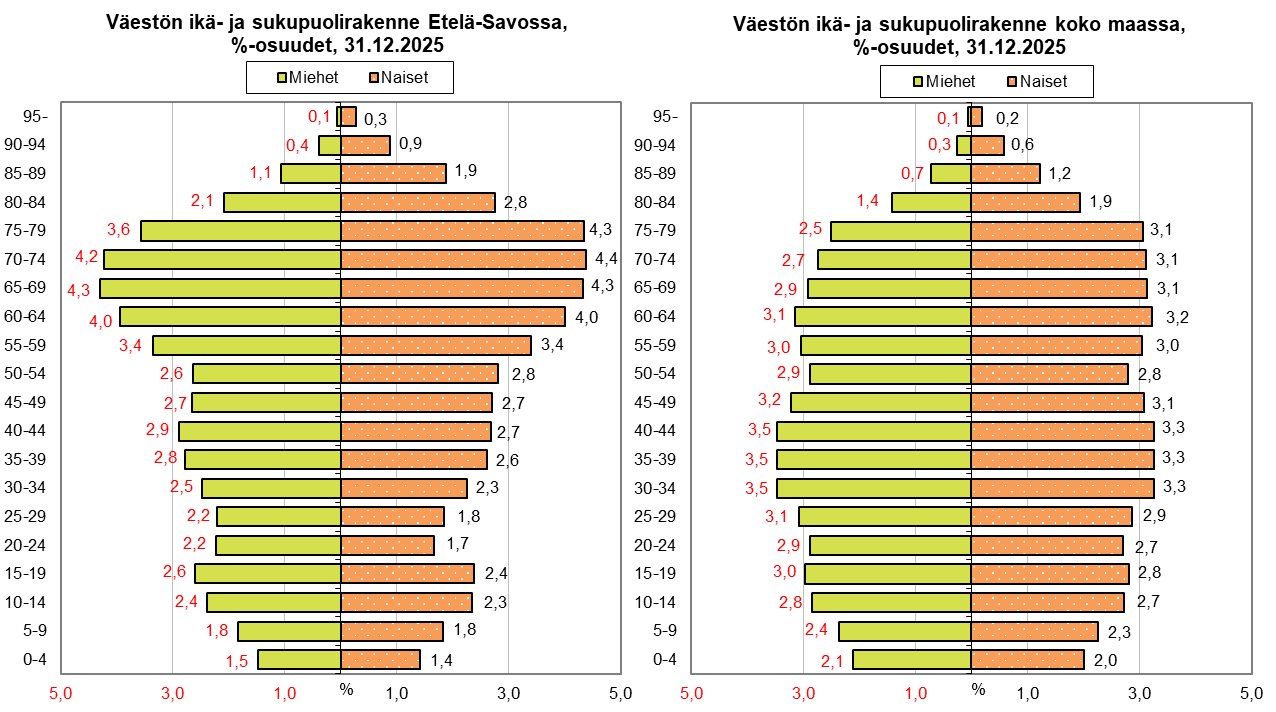 Väestön ikä- ja sukupuolirakenne Etelä-Savossa,
%-osuudet, 31.12.2025
Miehet Naiset
95- 0,1 0,3
90-94 0,4 0,9
85-89 1,1 1,9
80-84 2,1 2,8
75-79 3,6 4,3
70-74 4,2 4,4
65-69 4,3 4,3
60-64 4,0 4,0
55-59 3,4 3,4
50-54 2,6 2,8
45-49 2,7 2,7
40-44 2,9 2,7
35-39 2,8 2,6
30-34 2,5 2,3
25-29 2,2 1,8
20-24 2,2 1,7
15-19 2,6 2,4
10-14 2,4 2,3
5-9 1,8 1,8
0-4 1,5 1,4
5,0 3,0 1,0 % 1,0 3,0 5,0
Väestön ikä- ja sukupuolirakenne koko maassa,
%-osuudet, 31.12.2025
Miehet Naiset
95- 0,1 0,2
90-94 0,3 0,6
85-89 0,7 1,2
80-84 1,4 1,9
75-79 2,5 3,1
70-74 2,7 3,1
65-69 2,9 3,1
60-64 3,1 3,2
55-59 3,0 3,0
50-54 2,9 2,8
45-49 3,2 3,1
40-44 3,5 3,3
35-39 3,5 3,3
30-34 3,5 3,3
25-29 3,1 2,9
20-24 2,9 2,7
15-19 3,0 2,8
10-14 2,8 2,7
5-9 2,4 2,3
0-4 2,1 2,0
5,0 3,0 1,0 % 1,0 3,0 5,0